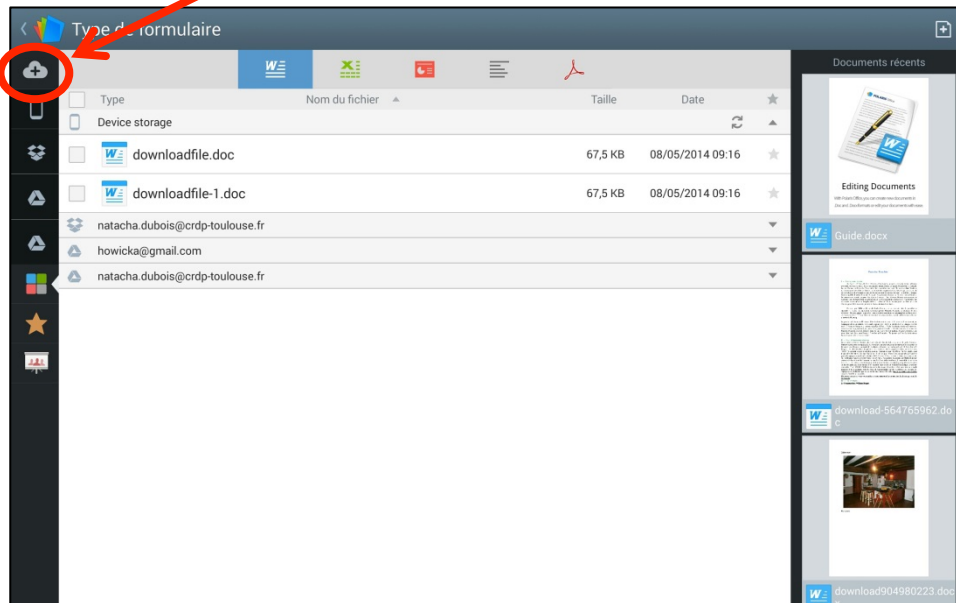 Type de formulaire
Type Nom du fichier Taille Date
Device storage
downloadfile.doc 67,5 KB 08/05/2014 09:16
downloadfile-1.doc 67,5 KB 08/05/2014 09:16
natacha.dubois@crdp-toulouse.fr
howicka@gmail.com
natacha.dubois@crdp-toulouse.fr
Documents récents
Editing Documents
Guide.docx
download-564765962.do
c
download904980223.doc